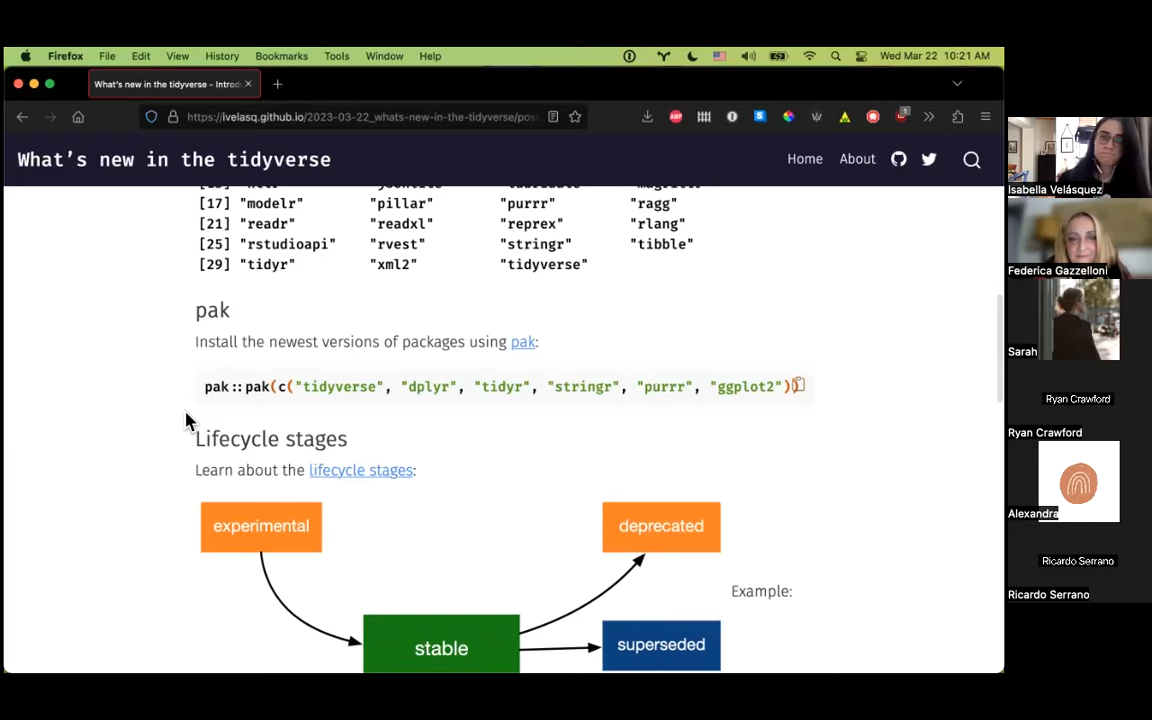 Firefox File Edit View History Bookmarks Tools Window Help Wed Mar 22 10:21 AM
What's new in the tidyverse - Introdu
https://ivelasq.github.io/2023-03-22_whats-new-in-the-tidyverse/pos
1
What's new in the tidyverse
Home About
[17] "modelr" "pillar" "purrr" "ragg"
[21] "readr" "readxl" "reprex" "rlang"
[25] "rstudioapi" "rvest" "stringr" "tibble"
[29] "tidyr" "xml2" "tidyverse"
pak
Install the newest versions of packages using pak:
pak::pak(c("tidyverse", "dplyr", "tidyr", "stringr", "purrr", "ggplot2"))
Lifecycle stages
Learn about the lifecycle stages:
experimental
deprecated
Example:
stable
superseded
Isabella Velásquez
Federica Gazzelloni
Sarah
Ryan Crawford
Ryan Crawford
Alexandra
Ricardo Serrano
Ricardo Serrano